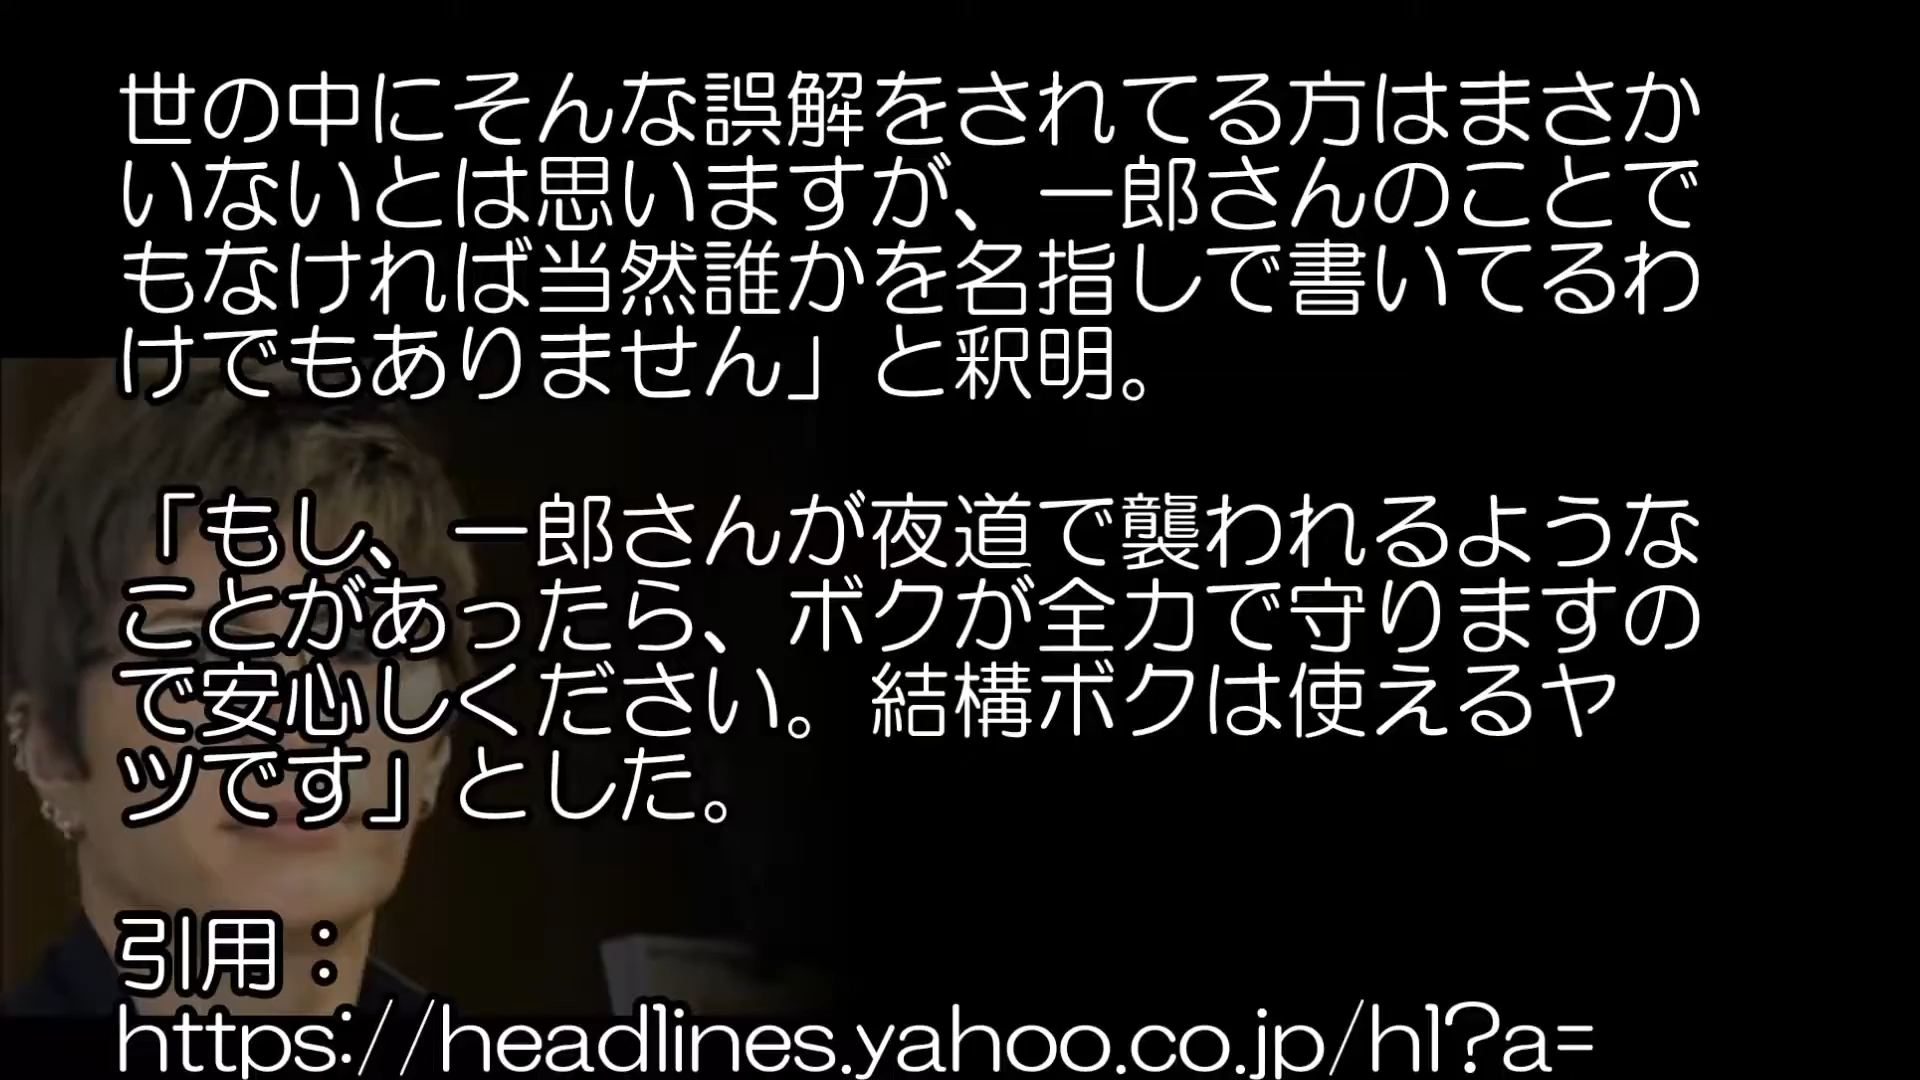 世の中にそんな誤解をされてる方はまさか
いないとは思いますが、一郎さんのことで
もなければ当然誰かを名指しで書いてるわ
けでもありません」と釈明。
「もし、一郎さんが夜道で襲われるような
ことがあったら、ボクが全力で守りますの
で安心しください。結構ボクは使えるヤ
ツです」とした。
引用：
https://headlines.yahoo.co.jp/hl?a=